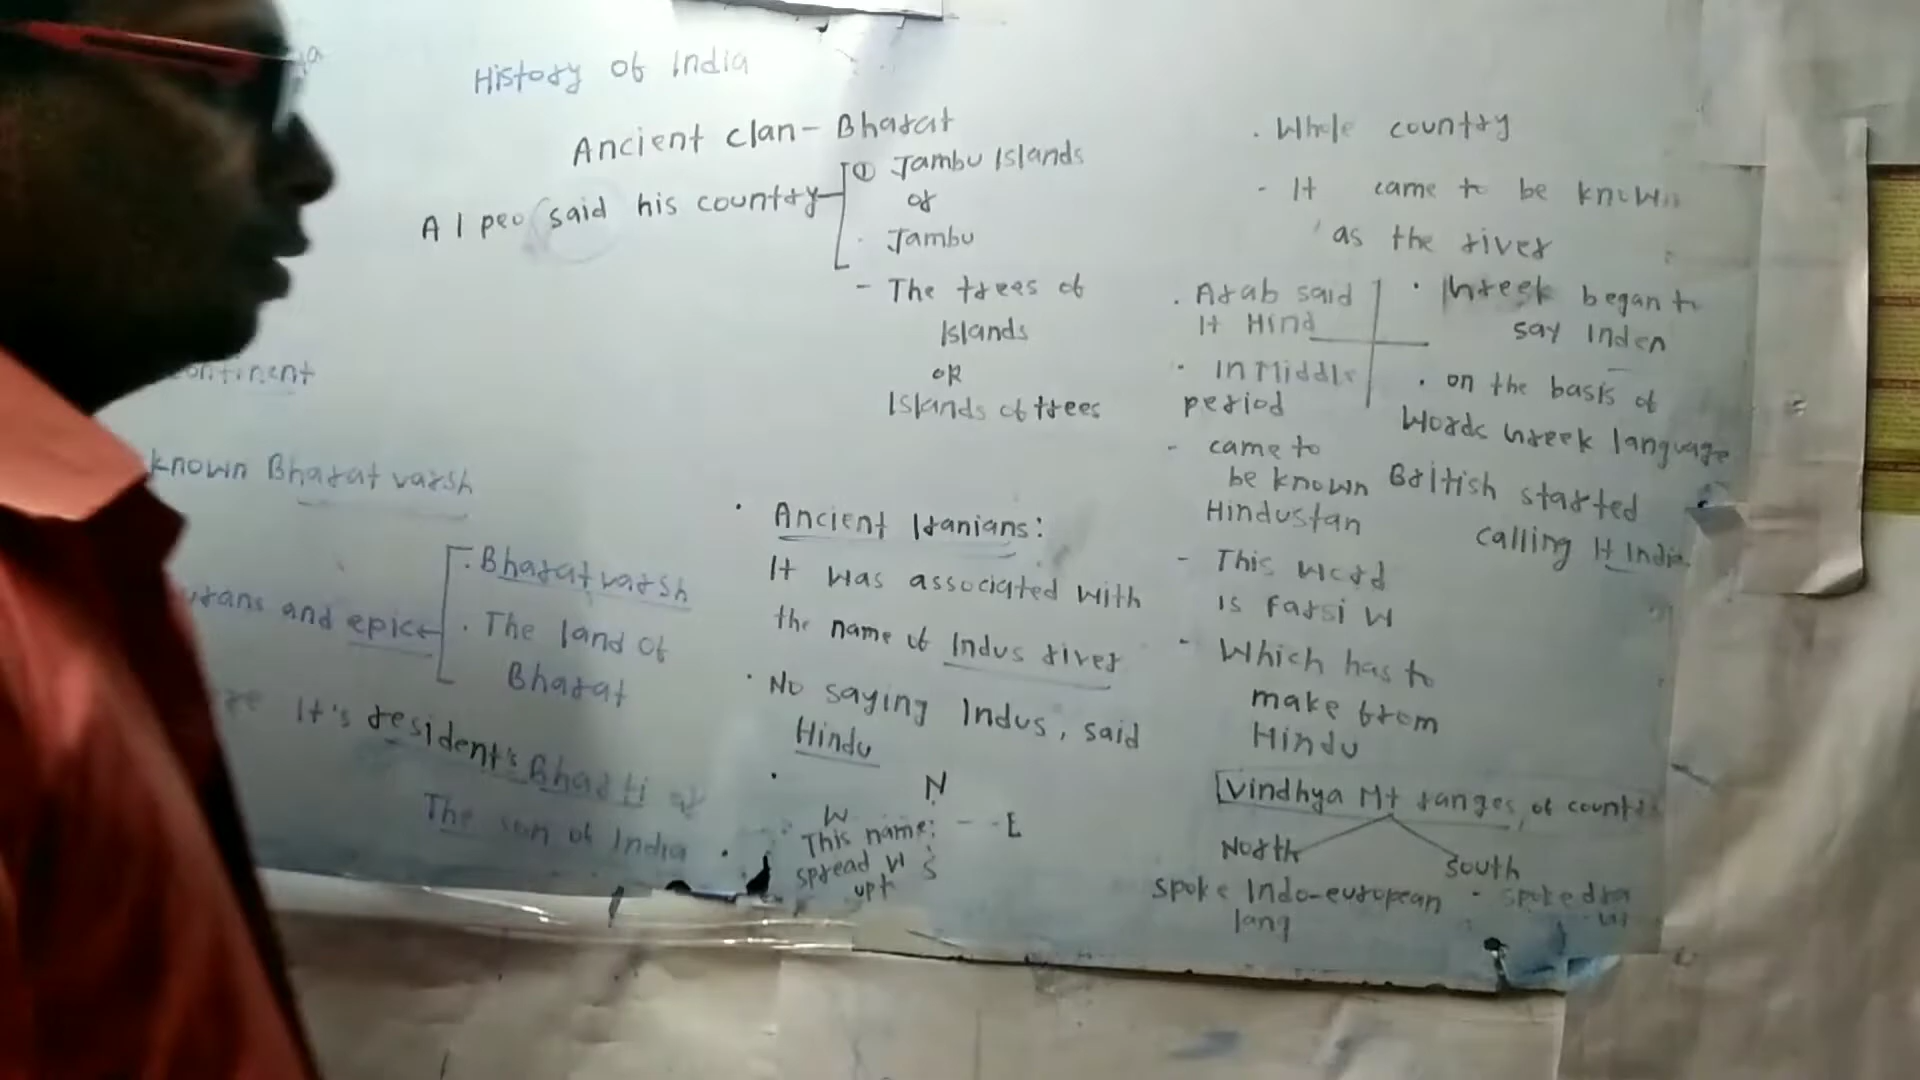 History of India
Ancient clan- Bharat
A I peo said his country
① Jambu Islands
or
Jambu
- The trees of
Islands
or
Islands of trees
known Bharat varsh
and epic
. Bharat varsh
. The land of
Bharat
It's resident's Bharti
The son of India
. Ancient Iranians:
It was associated with
the name of Indus river
. No saying Indus, said
Hindu
N
W
E
S
This name:
spread W
upt
. Whole country
- It came to be known
as the river
. Arab said
It Hind
. In Middle
period
- came to
be known
Hindustan
- This word
is Farsi W
- Which has to
make from
Hindu
. Greek began to
say Inden
. on the basis of
Words Greek language
British started
calling It India
Vindhya Mt ranges, of
North
South
spoke Indo-european
lang